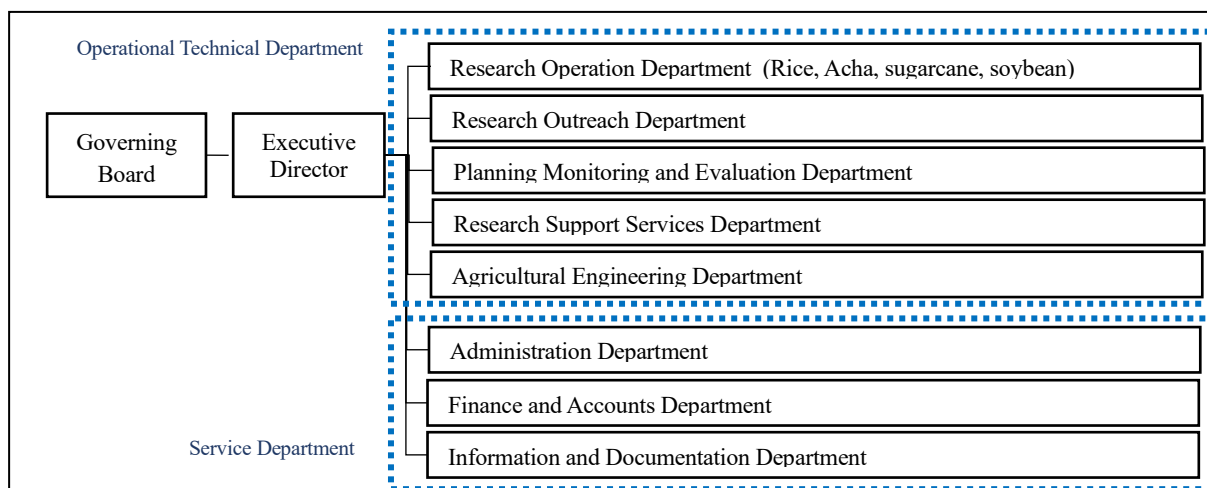 Operational Technical Department
Research Operation Department (Rice, Acha, sugarcane, soybean)
Research Outreach Department
Governing
Board
Executive
Director
Planning Monitoring and Evaluation Department
Research Support Services Department
Agricultural Engineering Department
Administration Department
Finance and Accounts Department
Service Department
Information and Documentation Department